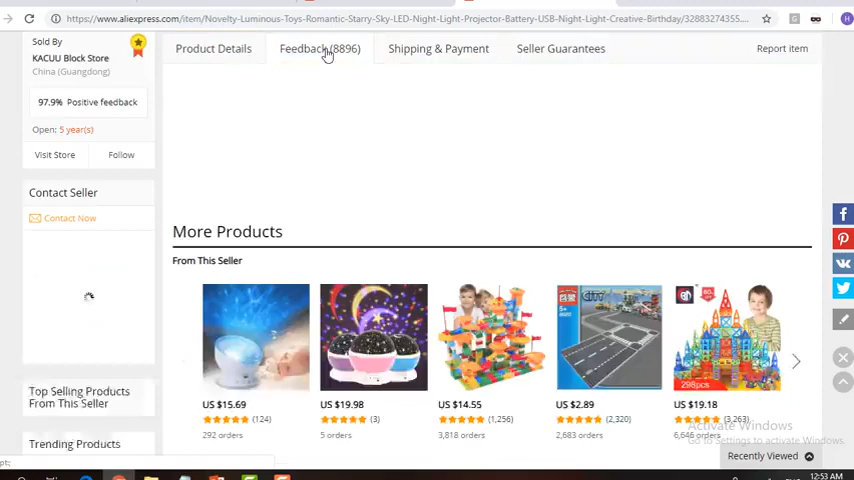 https://www.aliexpress.com/item/Novelty-Luminous-Toys-Romantic-Starry-Sky-LED-Night-Light-Projector-Battery-USB-Night-Light-Creative-Birthday/32883274355....
Sold By
KACUU Block Store
China (Guangdong)
97.9% Positive feedback
Open: 5 year(s)
Visit Store
Follow
Contact Seller
Contact Now
Top Selling Products
From This Seller
Trending Products
Product Details
Feedback (8896)
Shipping & Payment
Seller Guarantees
Report item
More Products
From This Seller
CITY
5+
60
298pcs
US $15.69
(124)
292 orders
US $19.98
(3)
5 orders
US $14.55
(1,256)
3,818 orders
US $2.89
(2,320)
2,683 orders
US $19.18
(3,263)
6,646 orders
Activate Windows
Go to Settings to activate Windows.
Recently Viewed
12:53 AM